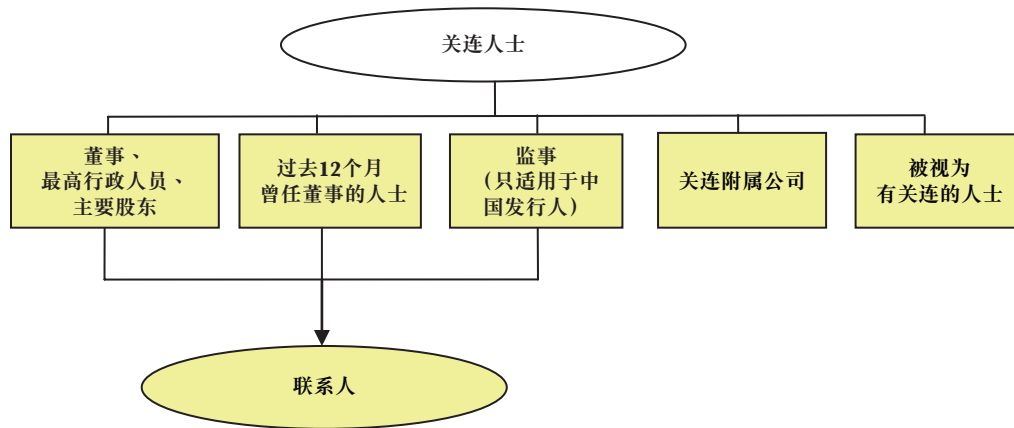 关连人士
董事、
最高行政人员、
主要股东
过去12个月
曾任董事的人士
监事
（只适用于中
国发行人）
关连附属公司
被视为
有关连的人士
联系人